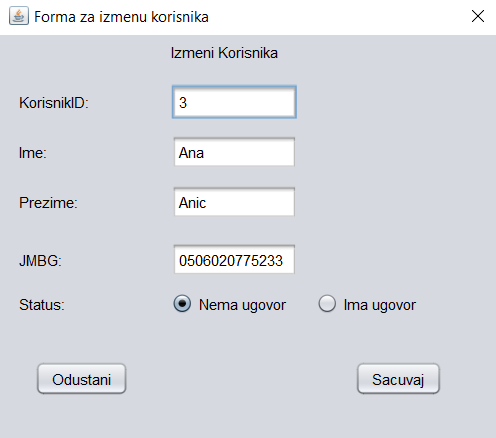 Forma za izmenu korisnika
Izmeni Korisnika
KorisnikID: 3
Ime: Ana
Prezime: Anic
JMBG: 0506020775233
Status: Nema ugovor Ima ugovor
Odustani Sacuvaj